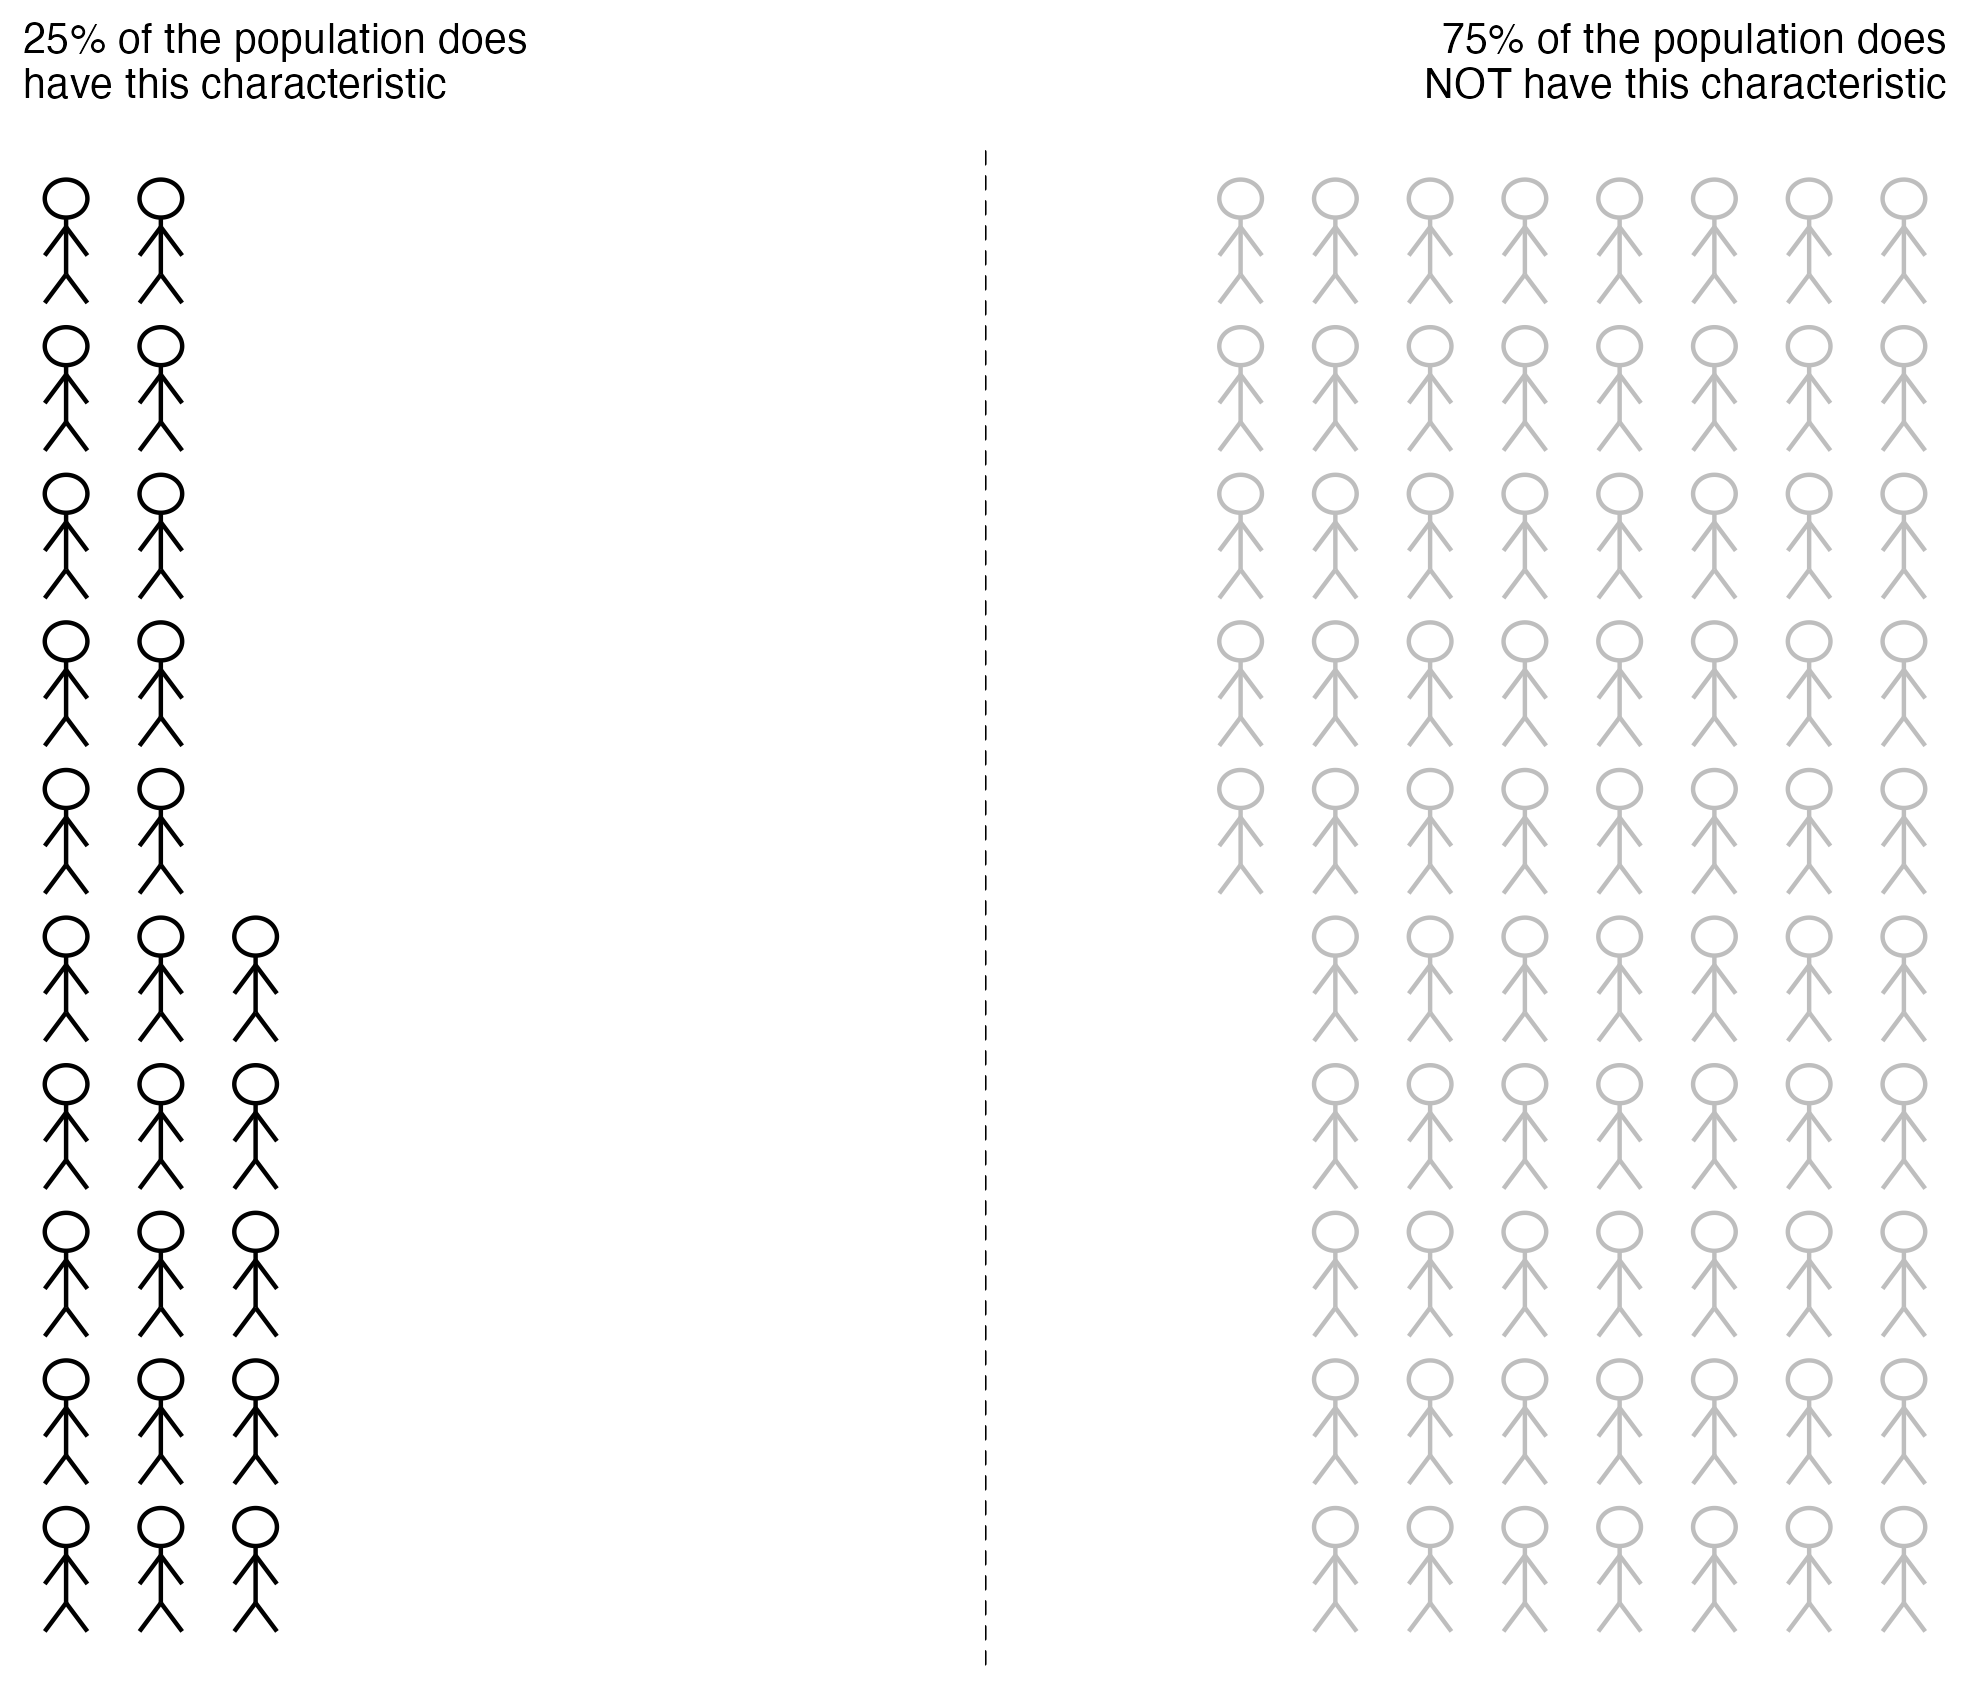 25% of the population does
have this characteristic
75% of the population does
NOT have this characteristic